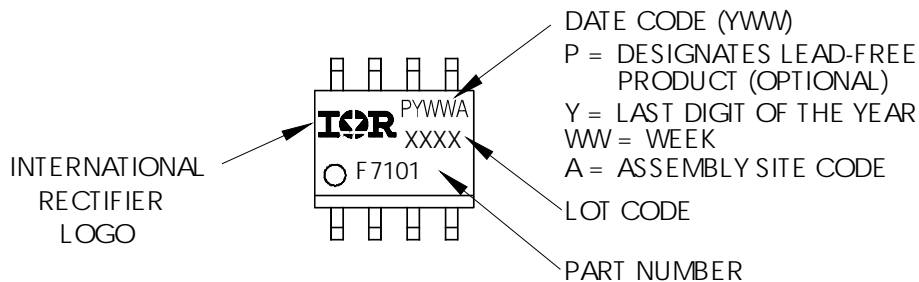 DATE CODE (YWW)
P = DESIGNATES LEAD-FREE
PRODUCT (OPTIONAL)
Y = LAST DIGIT OF THE YEAR
WW = WEEK
A = ASSEMBLY SITE CODE
LOT CODE
PART NUMBER
INTERNATIONAL
RECTIFIER
LOGO
IOR
PYWWA
XXXX
F7101